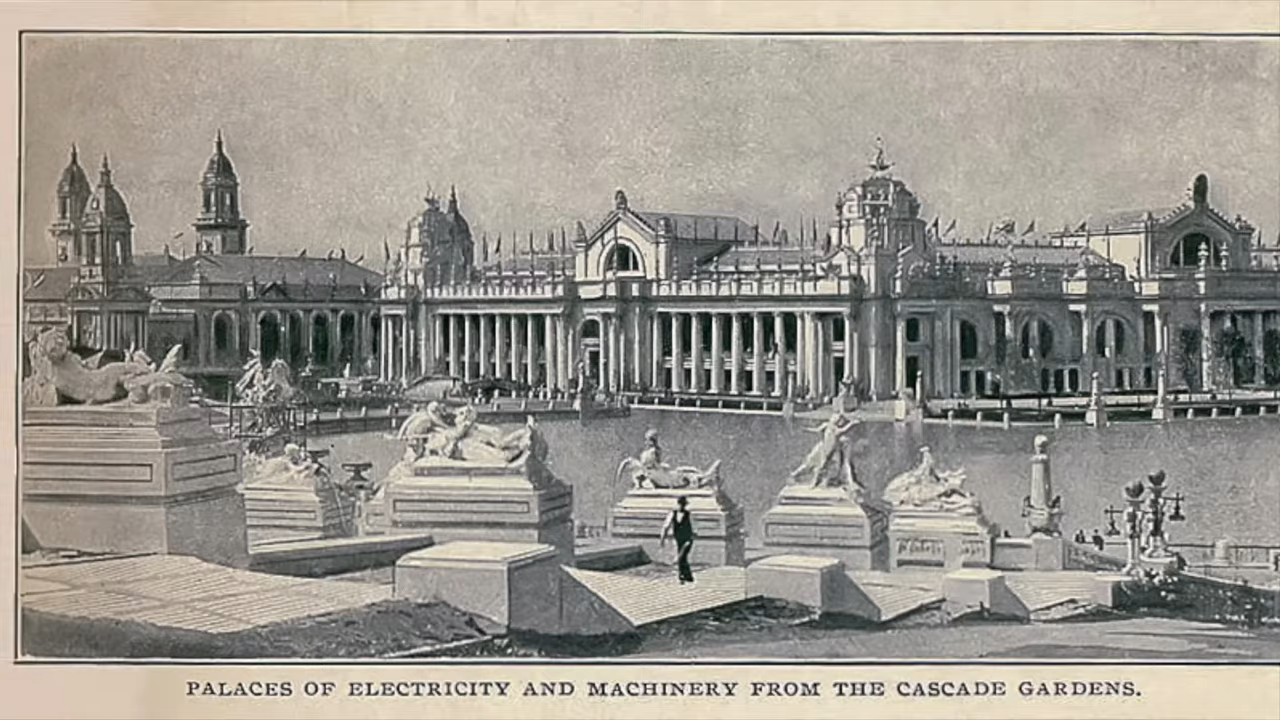 PALACES OF ELECTRICITY AND MACHINERY FROM THE CASCADE GARDENS.